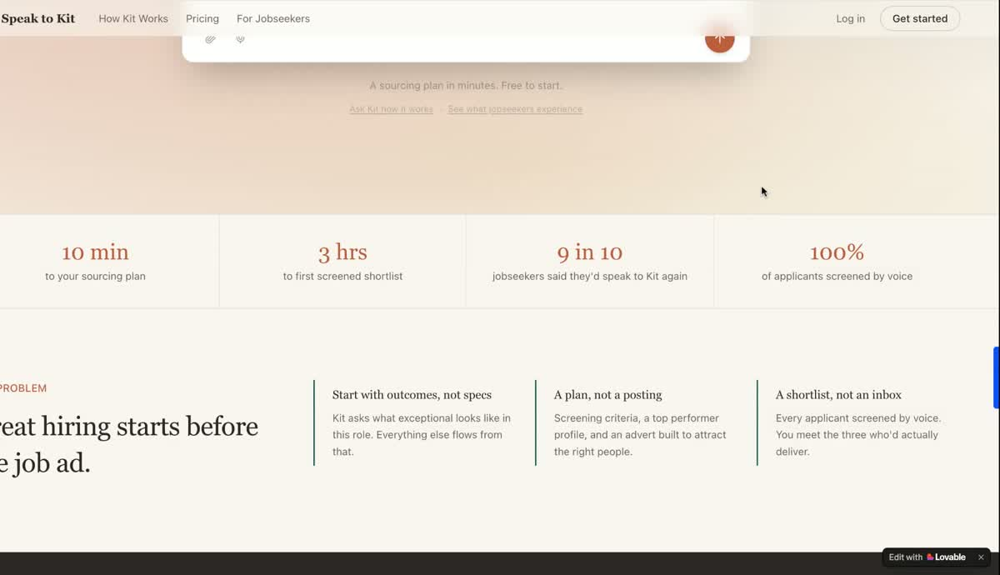 Speak to Kit
How Kit Works
Pricing
For Jobseekers
Log in
Get started
A sourcing plan in minutes. Free to start.
Ask Kit how it works · See what jobseekers experience
10 min
to your sourcing plan
3 hrs
to first screened shortlist
9 in 10
jobseekers said they'd speak to Kit again
100%
of applicants screened by voice
PROBLEM
reat hiring starts before
e job ad.
Start with outcomes, not specs
Kit asks what exceptional looks like in
this role. Everything else flows from
that.
A plan, not a posting
Screening criteria, a top performer
profile, and an advert built to attract
the right people.
A shortlist, not an inbox
Every applicant screened by voice.
You meet the three who'd actually
deliver.
Edit with Lovable ×